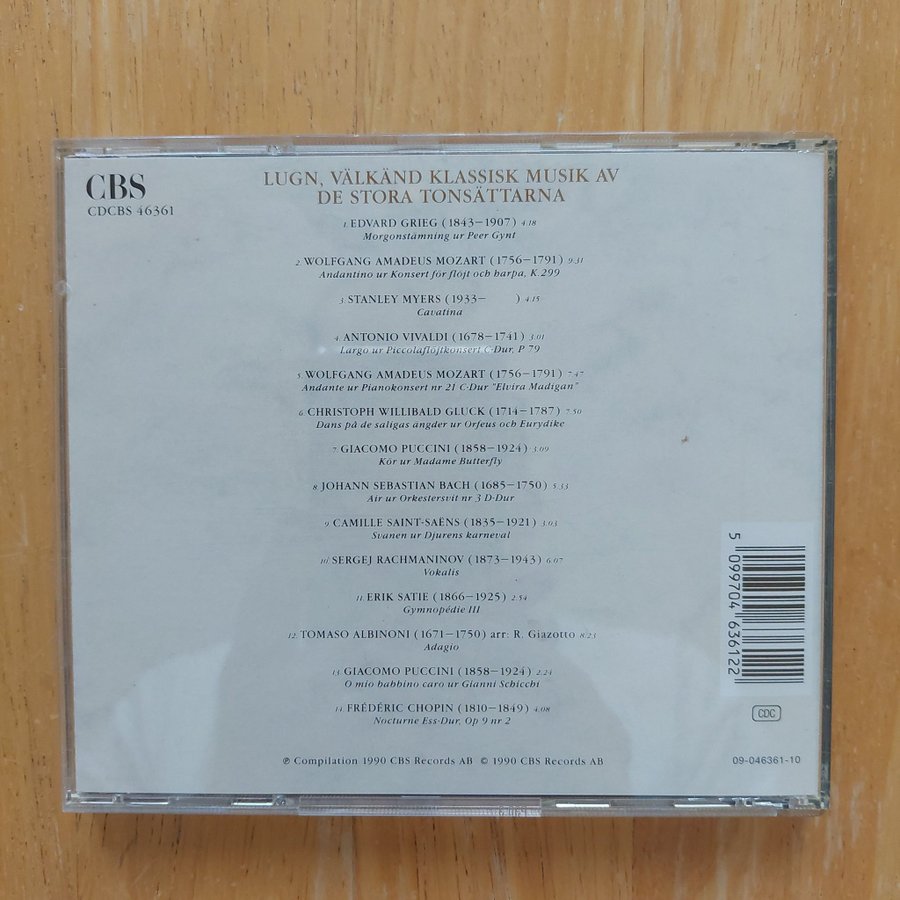 CBS
CDCBS 46361
LUGN, VÄLKÄND KLASSISK MUSIK AV
DE STORA TONSÄTTARNA
1. EDVARD GRIEG (1843–1907) 4.18
Morgonstämning ur Peer Gynt
2. WOLFGANG AMADEUS MOZART (1756–1791) 9.31
Andantino ur Konsert för flöjt och harpa, K.299
3. STANLEY MYERS (1933– ) 4.15
Cavatina
4. ANTONIO VIVALDI (1678–1741) 3.01
Largo ur Piccolaflöjtkonsert C-Dur, P 79
5. WOLFGANG AMADEUS MOZART (1756–1791) 7.47
Andante ur Pianokonsert nr 21 C-Dur "Elvira Madigan"
6. CHRISTOPH WILLIBALD GLUCK (1714–1787) 7.50
Dans på de saligas ängder ur Orfeus och Eurydike
7. GIACOMO PUCCINI (1858–1924) 3.09
Kör ur Madame Butterfly
8. JOHANN SEBASTIAN BACH (1685–1750) 5.33
Air ur Orkestersvit nr 3 D-Dur
9. CAMILLE SAINT-SAËNS (1835–1921) 3.03
Svanen ur Djurens karneval
10. SERGEJ RACHMANINOV (1873–1943) 6.07
Vokalis
11. ERIK SATIE (1866–1925) 2.54
Gymnopédie III
12. TOMASO ALBINONI (1671–1750) arr: R. Giazotto 8.23
Adagio
13. GIACOMO PUCCINI (1858–1924) 2.24
O mio babbino caro ur Gianni Schicchi
14. FRÉDÉRIC CHOPIN (1810–1849) 4.08
Nocturne Ess-Dur, Op 9 nr 2
5 099704 636122
CDC
℗ Compilation 1990 CBS Records AB © 1990 CBS Records AB
09-046361-10